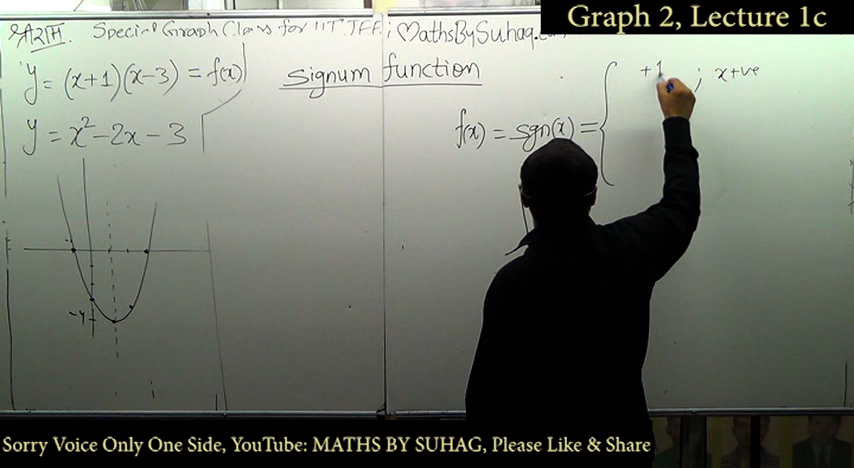 Graph 2, Lecture 1c
श्रीराम. Special Graph Class for IIT JEE ; MathsBySuhag.com
y = (x+1)(x-3) = f(x)
y = x²-2x-3
-4
Signum function
f(x) = sgn(x) = { +1 ; x +ve
Sorry Voice Only One Side, YouTube: MATHS BY SUHAG, Please Like & Share